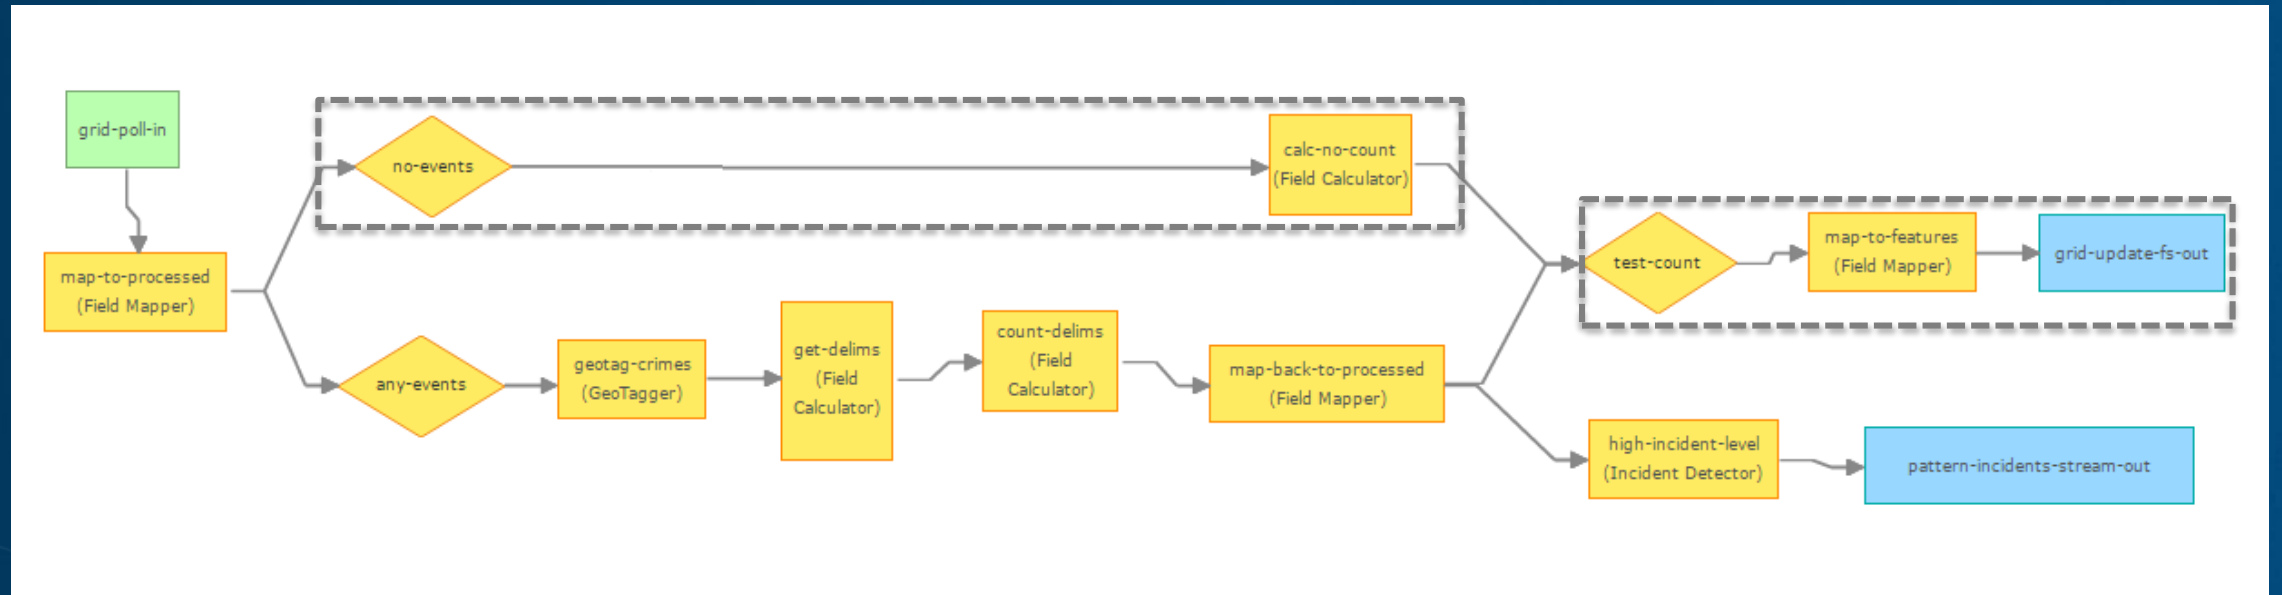 grid-poll-in
map-to-processed
(Field Mapper)
no-events
calc-no-count
(Field Calculator)
any-events
geotag-crimes
(GeoTagger)
get-delims
(Field
Calculator)
count-delims
(Field
Calculator)
map-back-to-processed
(Field Mapper)
test-count
map-to-features
(Field Mapper)
grid-update-fs-out
high-incident-level
(Incident Detector)
pattern-incidents-stream-out